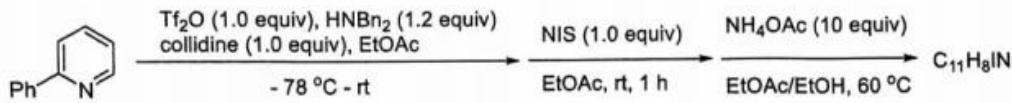 Tf₂O (1.0 equiv), HNBn₂ (1.2 equiv)
collidine (1.0 equiv), EtOAc
- 78 °C - rt
NIS (1.0 equiv)
EtOAc, rt, 1 h
NH₄OAc (10 equiv)
EtOAc/EtOH, 60 °C
C₁₁H₈IN
Ph
N